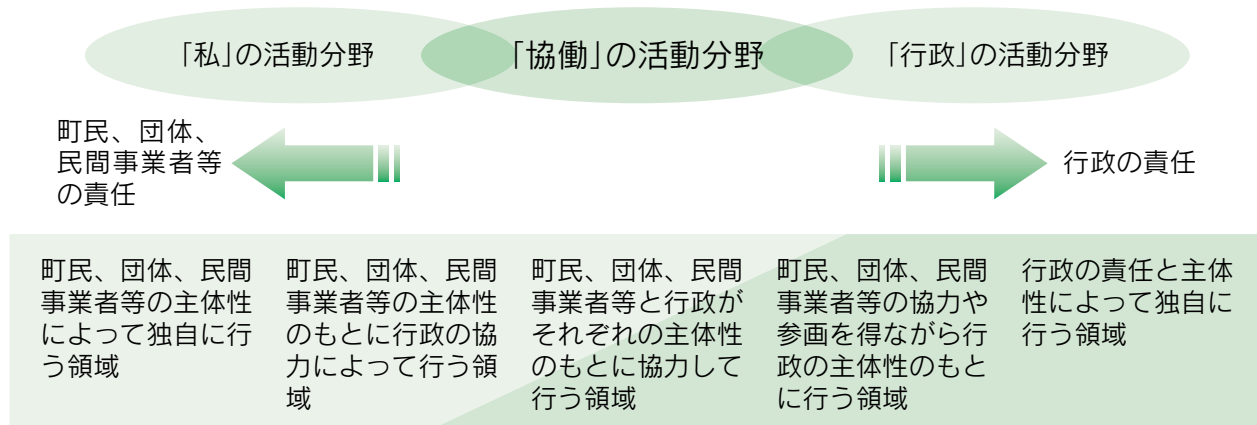 「私」の活動分野
「協働」の活動分野
「行政」の活動分野
町民、団体、
民間事業者等
の責任
行政の責任
町民、団体、民間
事業者等の主体性
によって独自に行
う領域
町民、団体、民間
事業者等の主体性
のもとに行政の協
力によって行う領
域
町民、団体、民間
事業者等と行政が
それぞれの主体性
のもとに協力して
行う領域
町民、団体、民間
事業者等の協力や
参画を得ながら行
政の主体性のもと
に行う領域
行政の責任と主体
性によって独自に
行う領域